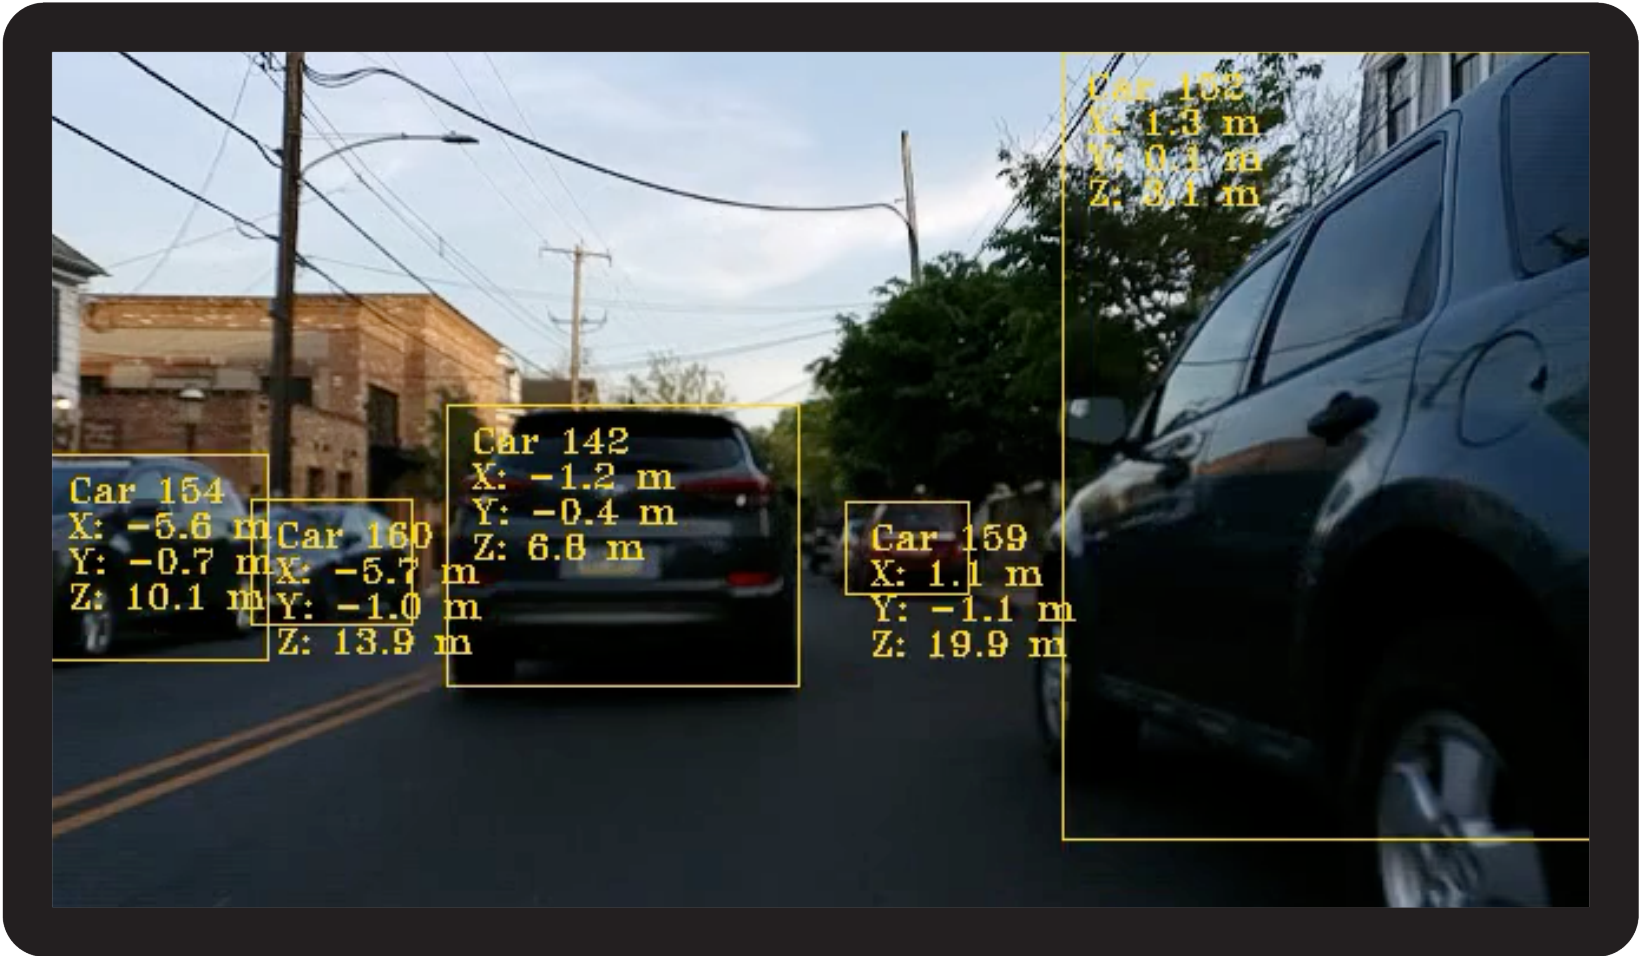 Car 152
X: 1.3 m
Y: 0.1 m
Z: 3.1 m
Car 142
X: -1.2 m
Y: -0.4 m
Z: 6.8 m
Car 154
X: -5.6 m
Y: -0.7 m
Z: 10.1 m
Car 160
X: -5.7 m
Y: -1.0 m
Z: 13.9 m
Car 159
X: 1.1 m
Y: -1.1 m
Z: 19.9 m